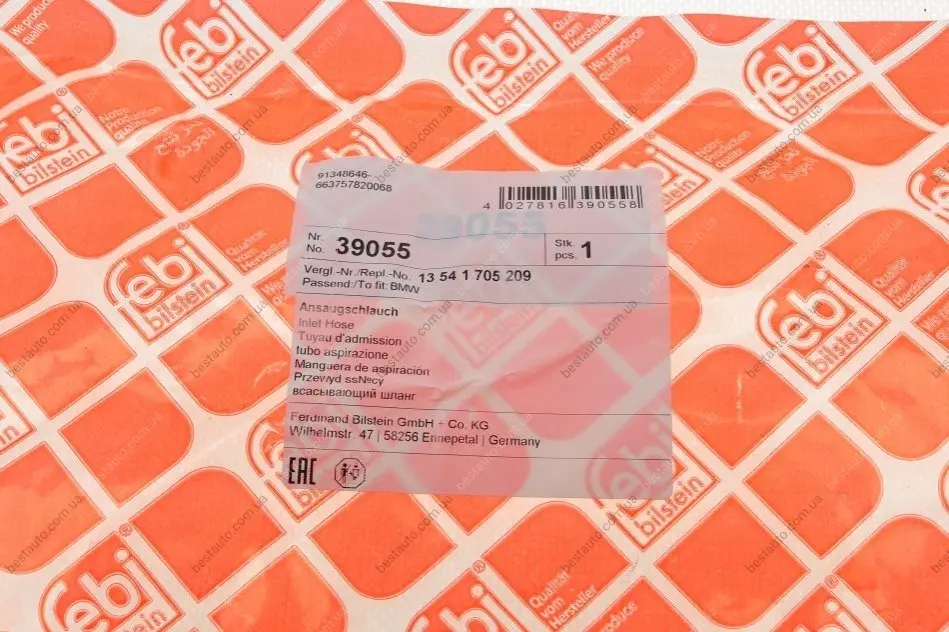 91348646-
663757820068
4 027816 390558
Nr.
No. 39055
Stk.
pcs. 1
Vergl.-Nr./Repl.-No. 13 54 1 705 209
Passend:/To fit: BMW
Ansaugschlauch
Inlet Hose
Tuyau d'admission
tubo aspirazione
Manguera de aspiración
Przewyd ss№cy
всасывающий шланг
Ferdinand Bilstein GmbH + Co. KG
Wilhelmstr. 47 | 58256 Ennepetal | Germany
EAC
febi
bilstein
We produce
quality
Qualität
vom
Hersteller
bestauto.com.ua